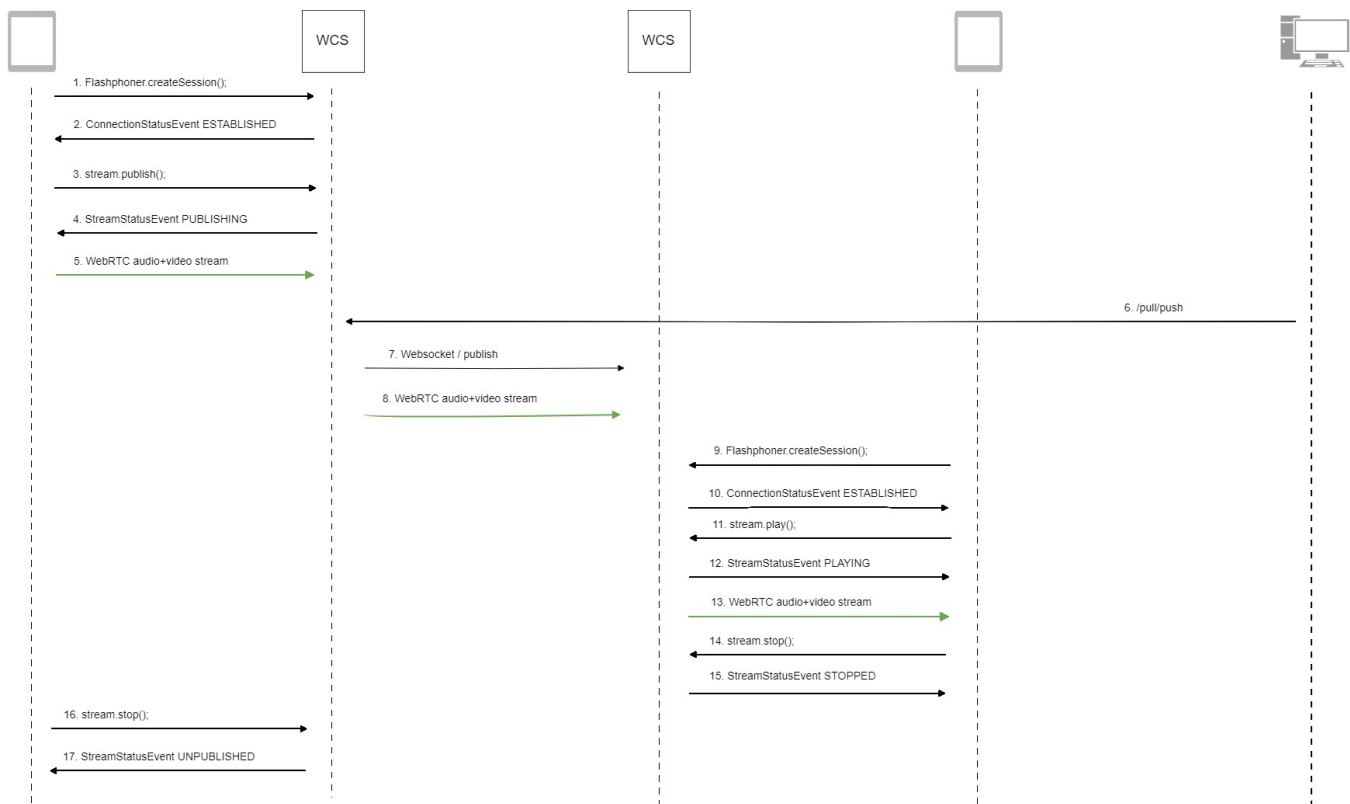 WCS
WCS
1. Flashphoner.createSession();
2. ConnectionStatusEvent ESTABLISHED
3. stream.publish();
4. StreamStatusEvent PUBLISHING
5. WebRTC audio+video stream
6. /pull/push
7. Websocket / publish
8. WebRTC audio+video stream
9. Flashphoner.createSession();
10. ConnectionStatusEvent ESTABLISHED
11. stream.play();
12. StreamStatusEvent PLAYING
13. WebRTC audio+video stream
14. stream.stop();
15. StreamStatusEvent STOPPED
16. stream.stop();
17. StreamStatusEvent UNPUBLISHED